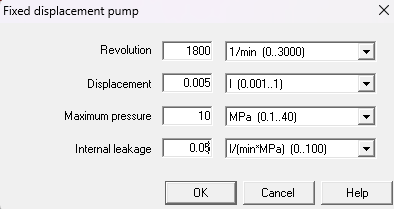 Fixed displacement pump
Revolution 1800 1/min (0..3000)
Displacement 0.005 l (0.001..1)
Maximum pressure 10 MPa (0.1..40)
Internal leakage 0.05 l/(min*MPa) (0..100)
OK Cancel Help